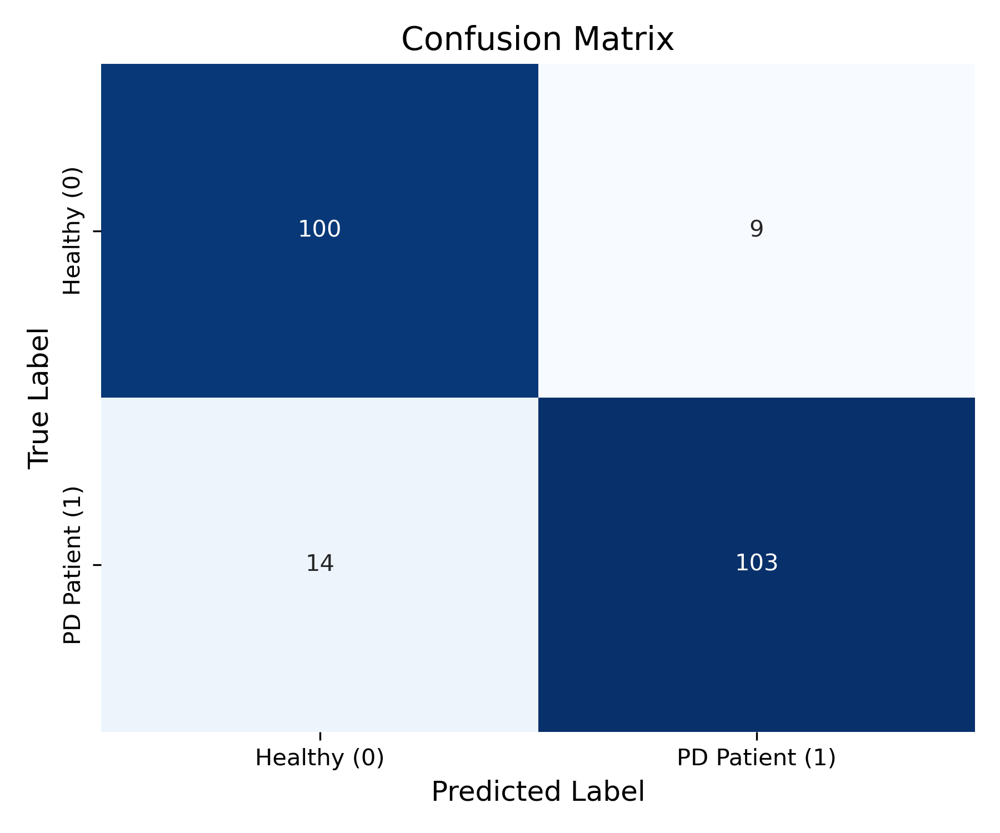 Confusion Matrix
True Label
Healthy (0)
100
9
PD Patient (1)
14
103
Healthy (0)
PD Patient (1)
Predicted Label